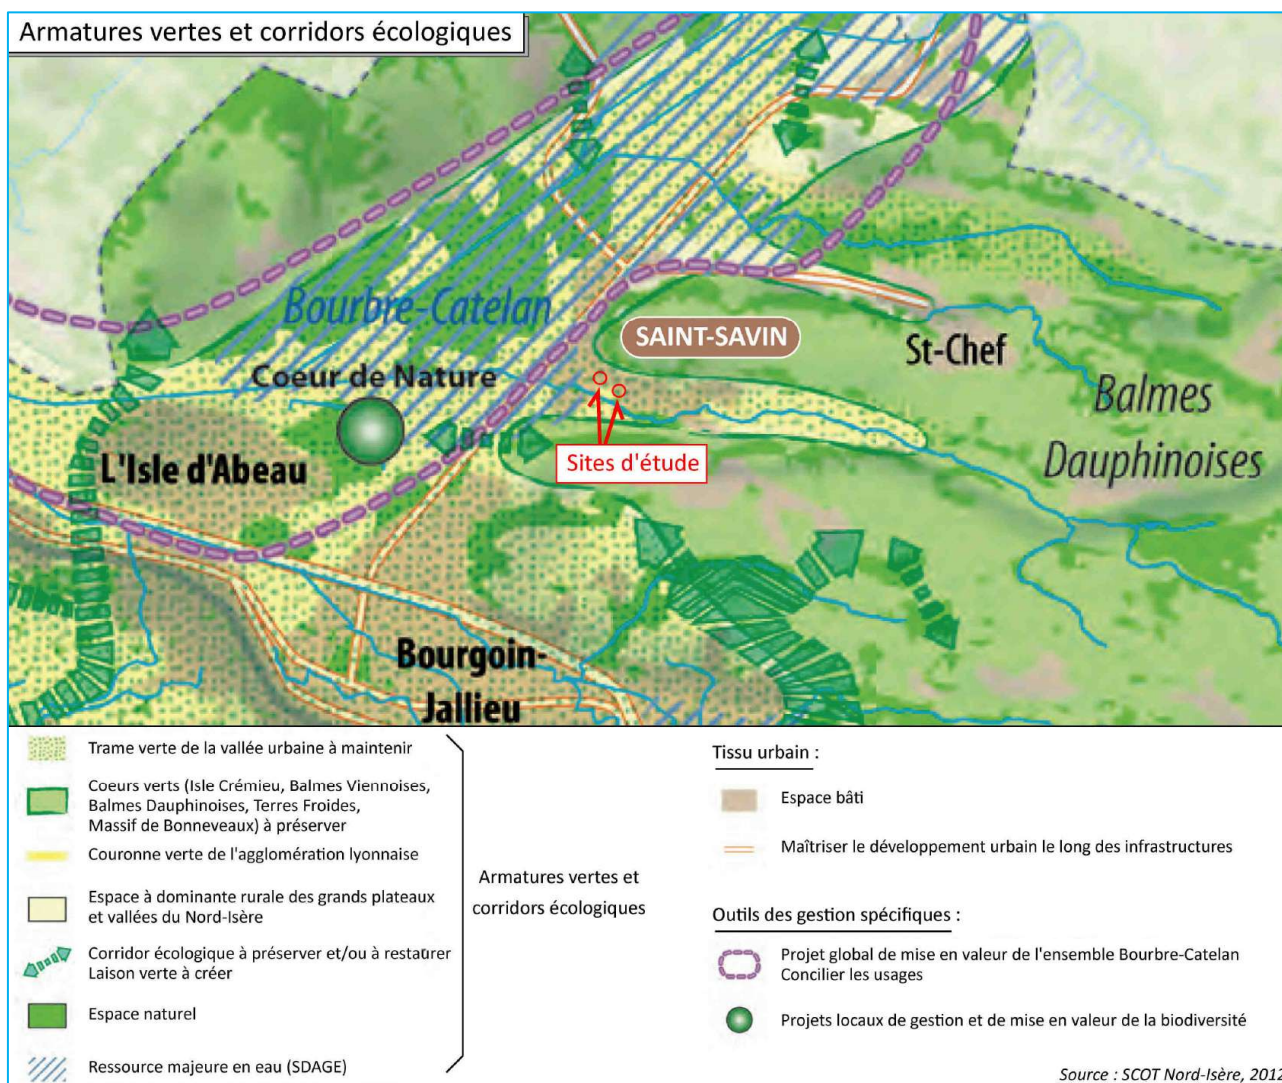 Armatures vertes et corridors écologiques
Bourbre-Catelan
SAINT-SAVIN
St-Chef
Coeur de Nature
Balmes
Dauphinoises
L'Isle d'Abeau
Sites d'étude
Bourgoin-
Jallieu
Trame verte de la vallée urbaine à maintenir
Coeurs verts (Isle Crémieu, Balmes Viennoises,
Balmes Dauphinoises, Terres Froides,
Massif de Bonneveaux) à préserver
Couronne verte de l'agglomération lyonnaise
Espace à dominante rurale des grands plateaux
et vallées du Nord-Isère
Corridor écologique à préserver et/ou à restaurer
Laison verte à créer
Espace naturel
Ressource majeure en eau (SDAGE)
Armatures vertes et
corridors écologiques
Tissu urbain :
Espace bâti
Maîtriser le développement urbain le long des infrastructures
Outils des gestion spécifiques :
Projet global de mise en valeur de l'ensemble Bourbre-Catelan
Concilier les usages
Projets locaux de gestion et de mise en valeur de la biodiversité
Source : SCOT Nord-Isère, 2012